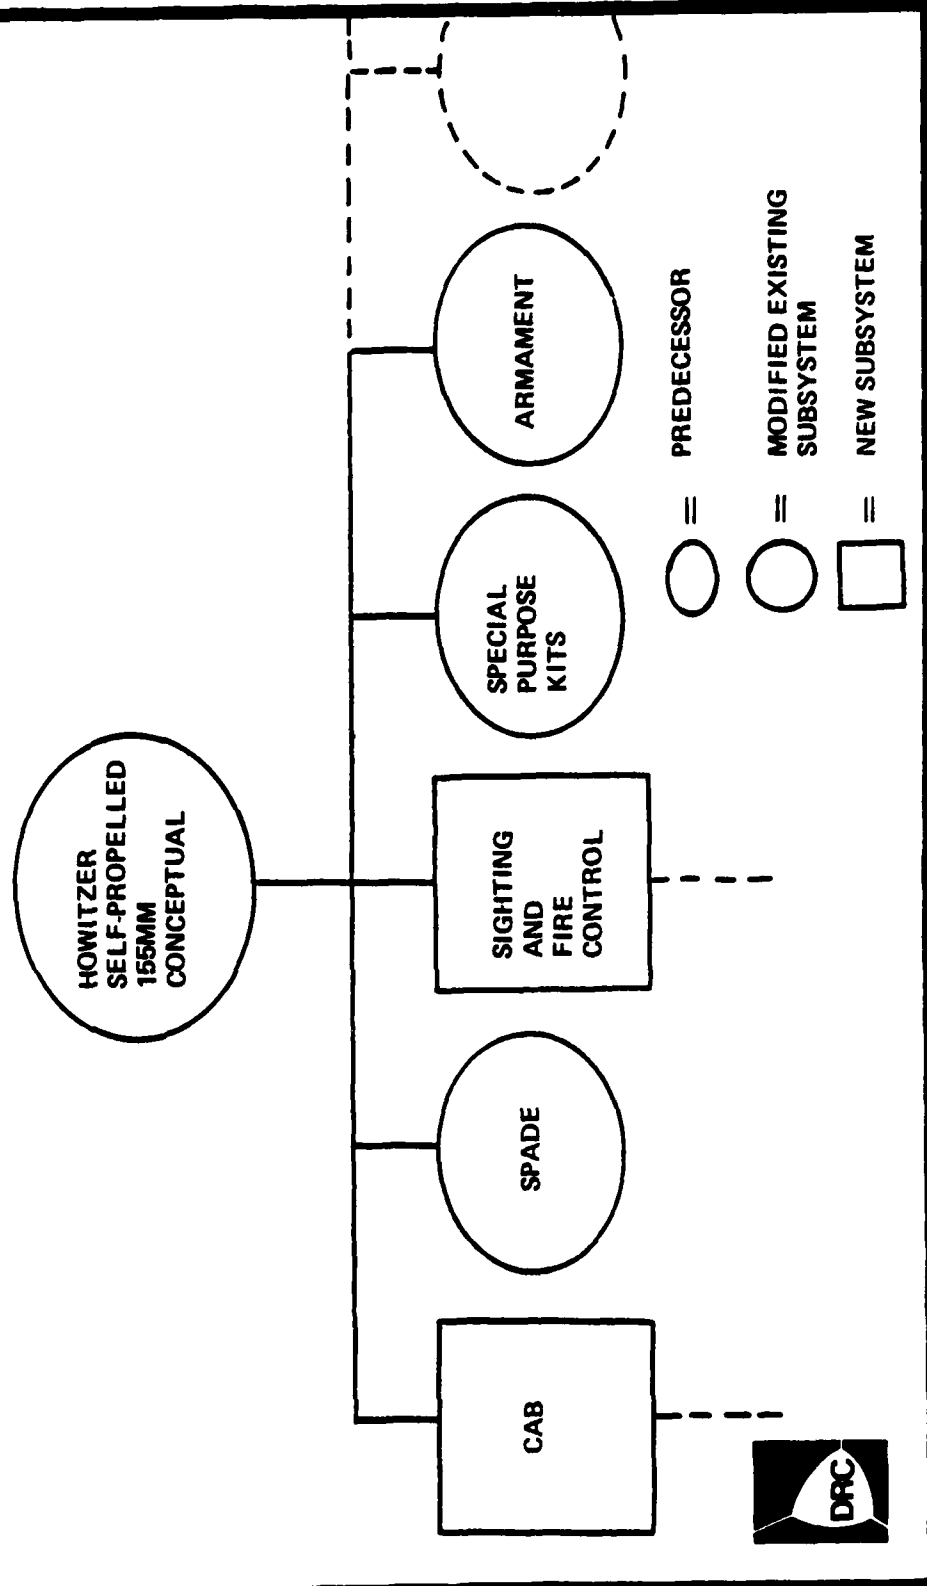 HOWITZER
SELF-PROPELLED
155MM
CONCEPTUAL
CAB
SPADE
SIGHTING
AND
FIRE
CONTROL
SPECIAL
PURPOSE
KITS
ARMAMENT
= PREDECESSOR
= MODIFIED EXISTING
SUBSYSTEM
= NEW SUBSYSTEM
DRC